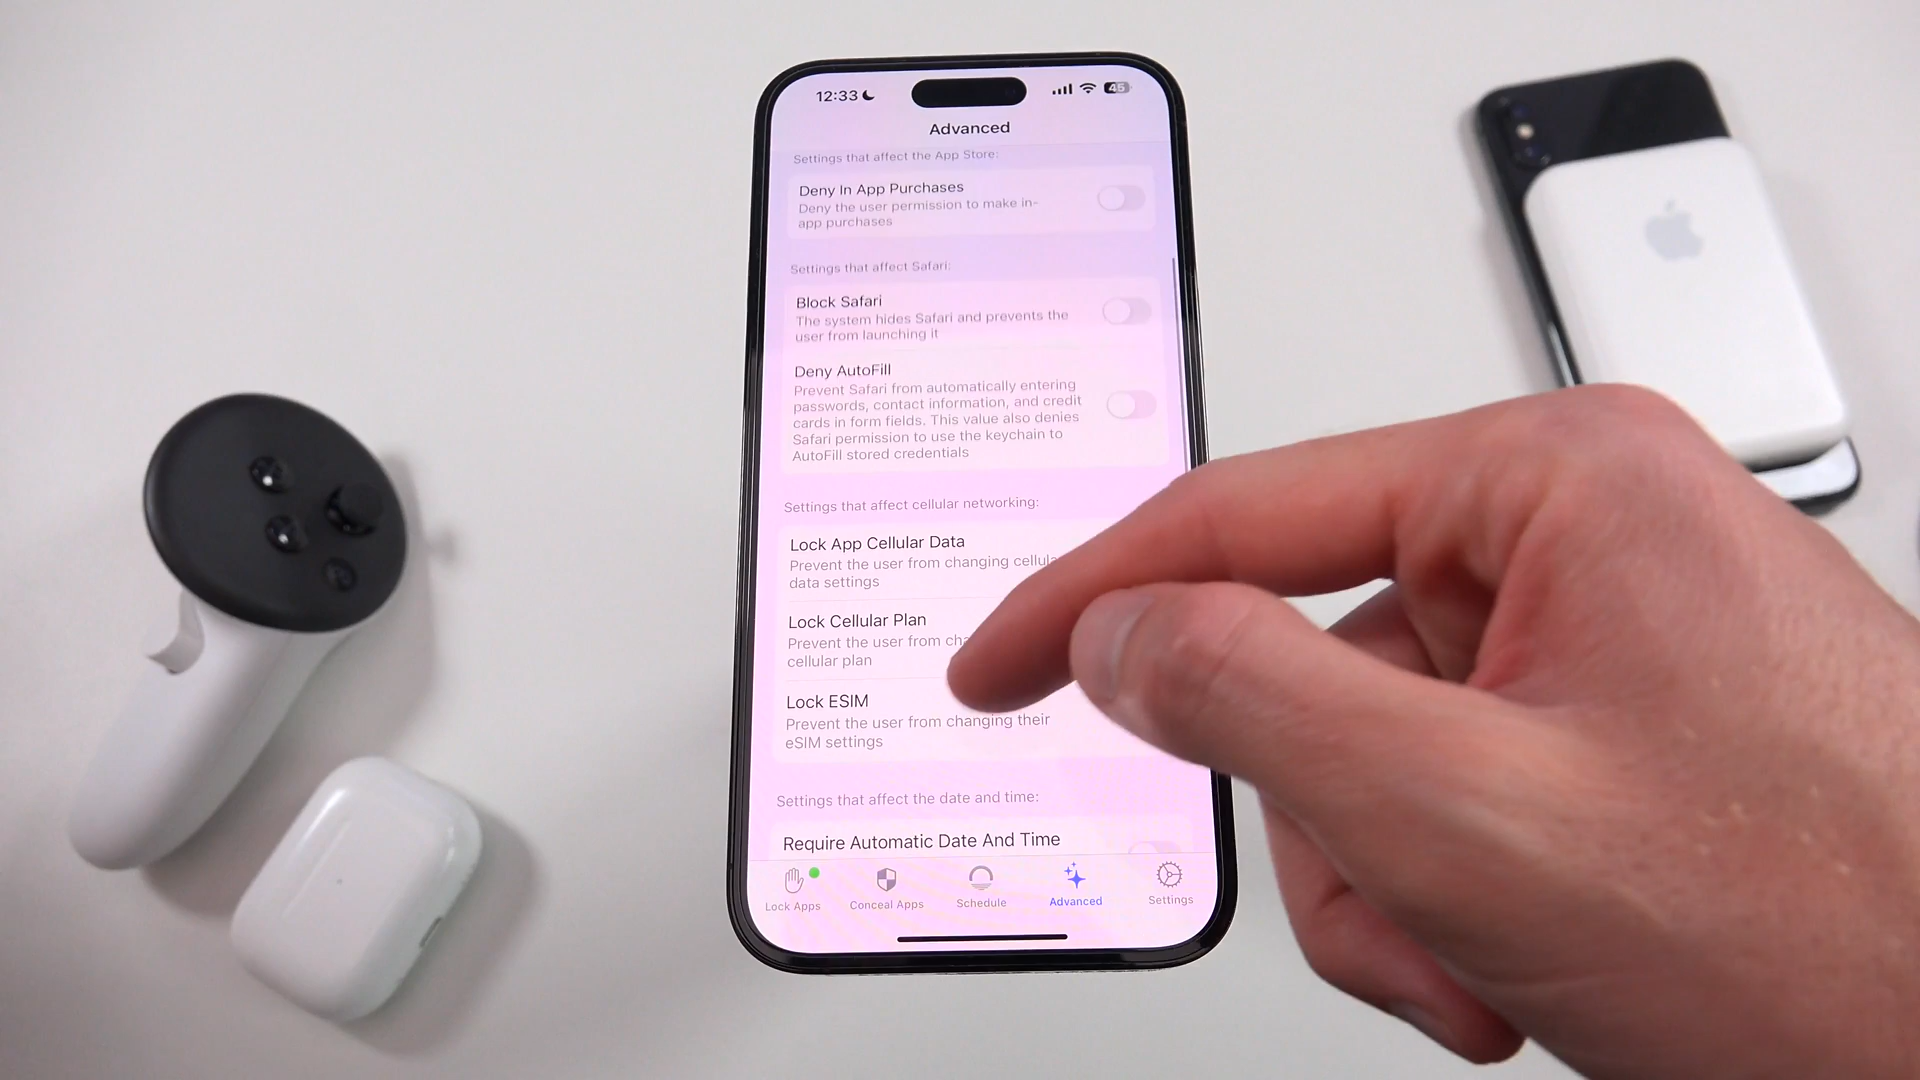 12:33
45
Advanced
Settings that affect the App Store:
Deny In App Purchases
Deny the user permission to make in-
app purchases
Settings that affect Safari:
Block Safari
The system hides Safari and prevents the
user from launching it
Deny AutoFill
Prevent Safari from automatically entering
passwords, contact information, and credit
cards in form fields. This value also denies
Safari permission to use the keychain to
AutoFill stored credentials
Settings that affect cellular networking:
Lock App Cellular Data
Prevent the user from changing
data settings
Lock Cellular Plan
Prevent the user from
cellular plan
Lock ESIM
Prevent the user from changing their
eSIM settings
Settings that affect the date and time:
Require Automatic Date And Time
Lock Apps
Conceal Apps
Schedule
Advanced
Settings